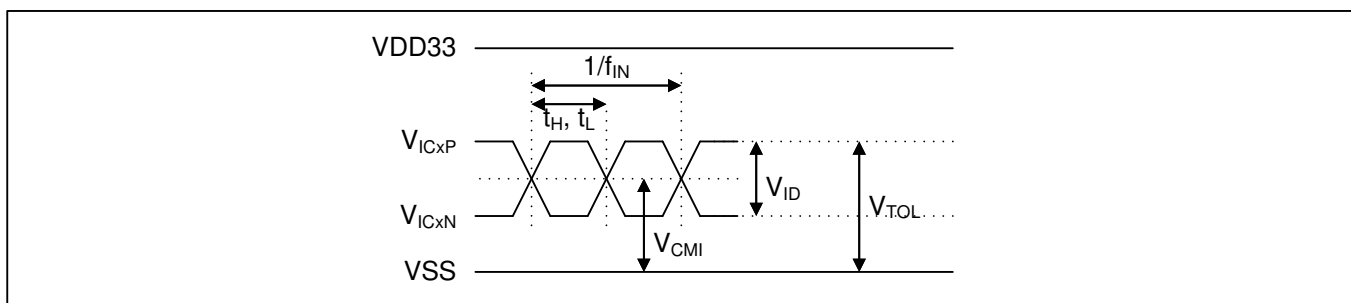 VDD33
1/fIN
tH, tL
VICxP
VID
VTOL
VICxN
VCMI
VSS